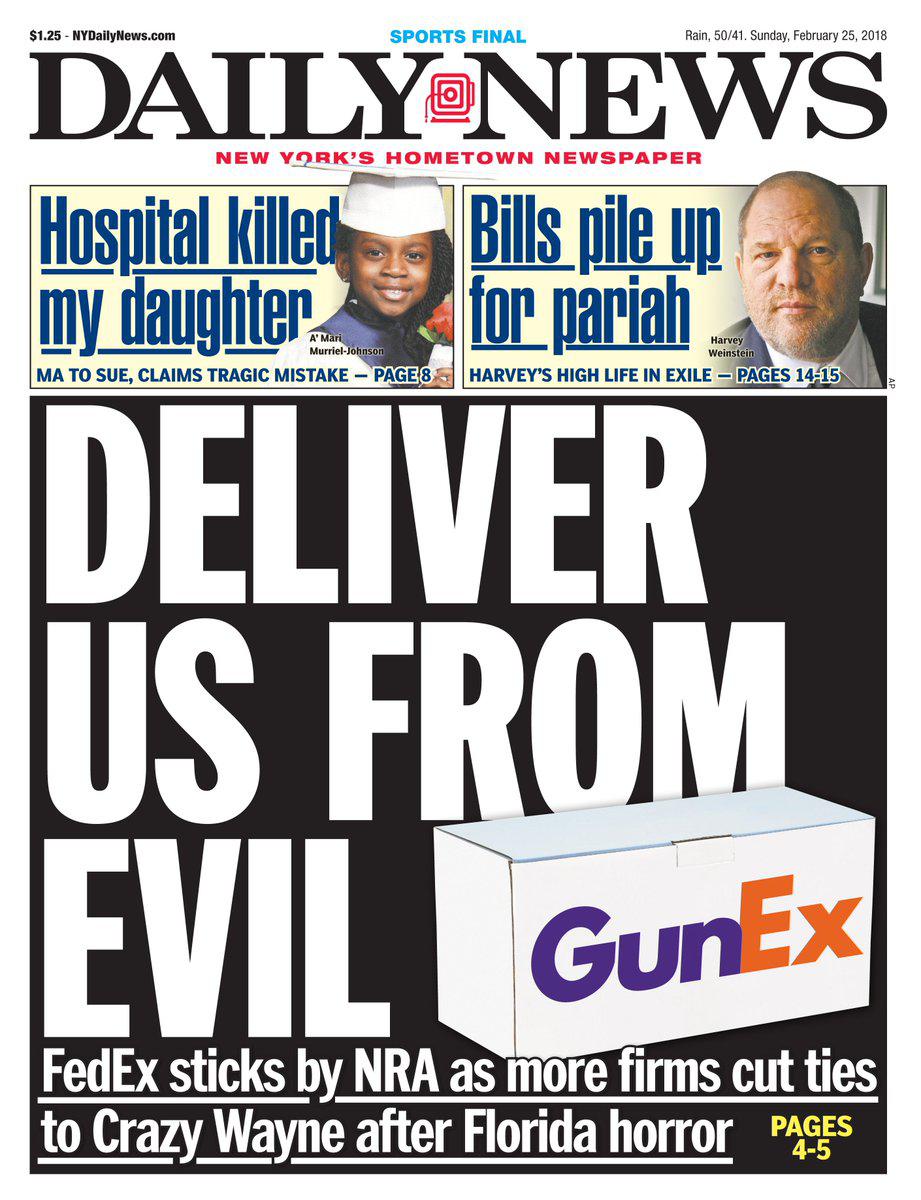 $1.25 - NYDailyNews.com
SPORTS FINAL
Rain, 50/41. Sunday, February 25, 2018
DAILY NEWS
NEW YORK'S HOMETOWN NEWSPAPER
Hospital killed
my daughter
A'Mari
Murriel-Johnson
MA TO SUE, CLAIMS TRAGIC MISTAKE — PAGE 8
Bills pile up
for pariah
Harvey
Weinstein
HARVEY'S HIGH LIFE IN EXILE — PAGES 14-15
AP
DELIVER
US FROM
EVIL
GunEx
FedEx sticks by NRA as more firms cut ties
to Crazy Wayne after Florida horror
PAGES
4-5